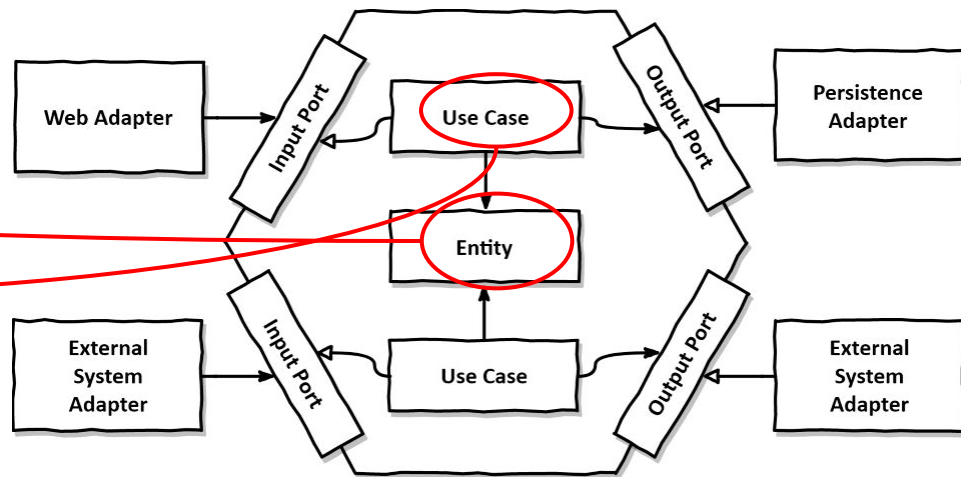 Web Adapter
Input Port
Use Case
Output Port
Persistence
Adapter
Entity
External
System
Adapter
Input Port
Use Case
Output Port
External
System
Adapter